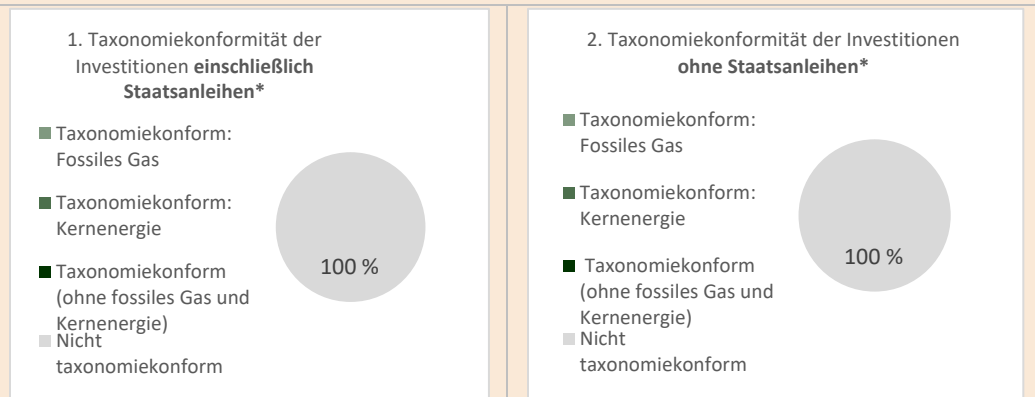 1. Taxonomiekonformität der
Investitionen einschließlich
Staatsanleihen*
Taxonomiekonform:
Fossiles Gas
Taxonomiekonform:
Kernenergie
Taxonomiekonform
(ohne fossiles Gas und
Kernenergie)
Nicht
taxonomiekonform
100 %
2. Taxonomiekonformität der Investitionen
ohne Staatsanleihen*
Taxonomiekonform:
Fossiles Gas
Taxonomiekonform:
Kernenergie
Taxonomiekonform
(ohne fossiles Gas und
Kernenergie)
Nicht
taxonomiekonform
100 %